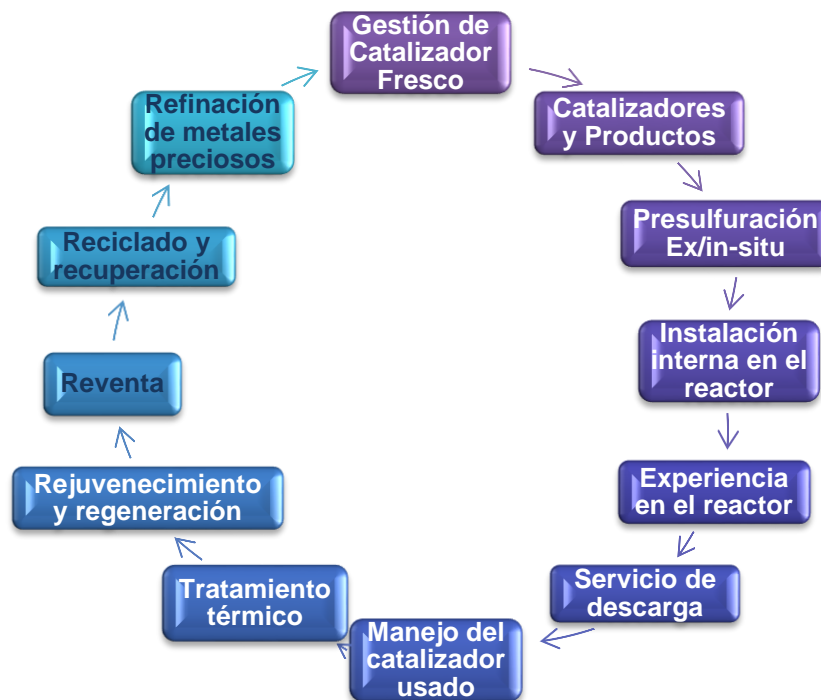 Gestión de
Catalizador
Fresco
Catalizadores
y Productos
Presulfuración
Ex/in-situ
Instalación
interna en el
reactor
Experiencia
en el reactor
Servicio de
descarga
Manejo del
catalizador
usado
Tratamiento
térmico
Rejuvenecimiento
y regeneración
Reventa
Reciclado y
recuperación
Refinación
de metales
preciosos